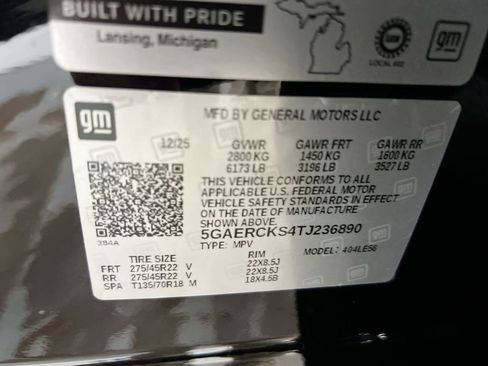 BUILT WITH PRIDE
Lansing, Michigan
LOCAL 602
gm
gm
MFD BY GENERAL MOTORS LLC
12/25 GVWR GAWR FRT GAWR RR
2800 KG 1450 KG 1600 KG
6173 LB 3196 LB 3527 LB
THIS VEHICLE CONFORMS TO ALL
APPLICABLE U.S. FEDERAL MOTOR
VEHICLE SAFETY STANDARDS IN EFFECT
ON THE DATE OF MANUFACTURE
SHOWN ABOVE.
5GAERCKS4TJ236890
TYPE: MPV MODEL: 4O4LE56
394A
TIRE SIZE RIM
FRT 275/45R22 V 22X8.5J
RR 275/45R22 V 22X8.5J
SPA T135/70R18 M 18X4.5B